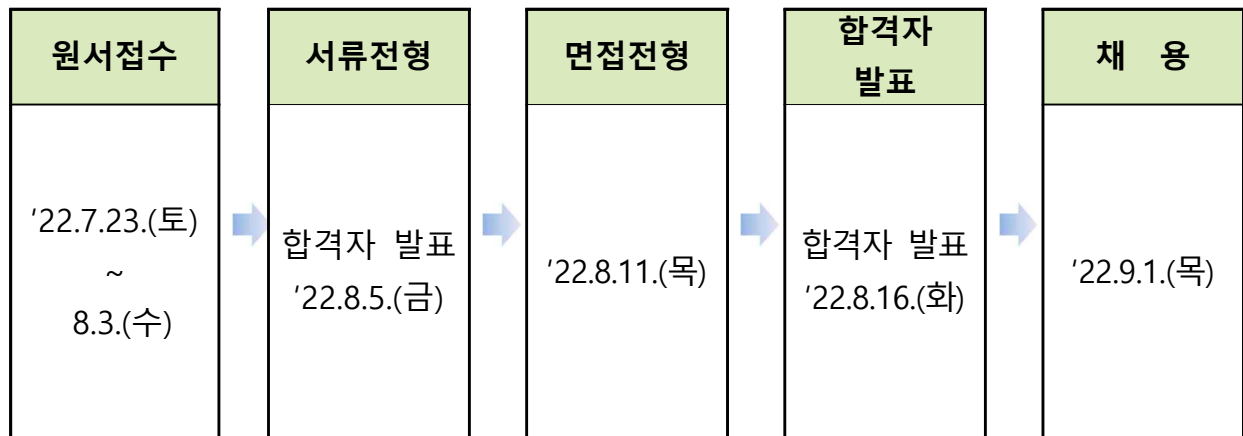 원서접수
'22.7.23.(토)
~
8.3.(수)
서류전형
합격자 발표
'22.8.5.(금)
면접전형
'22.8.11.(목)
합격자
발표
합격자 발표
'22.8.16.(화)
채 용
'22.9.1.(목)